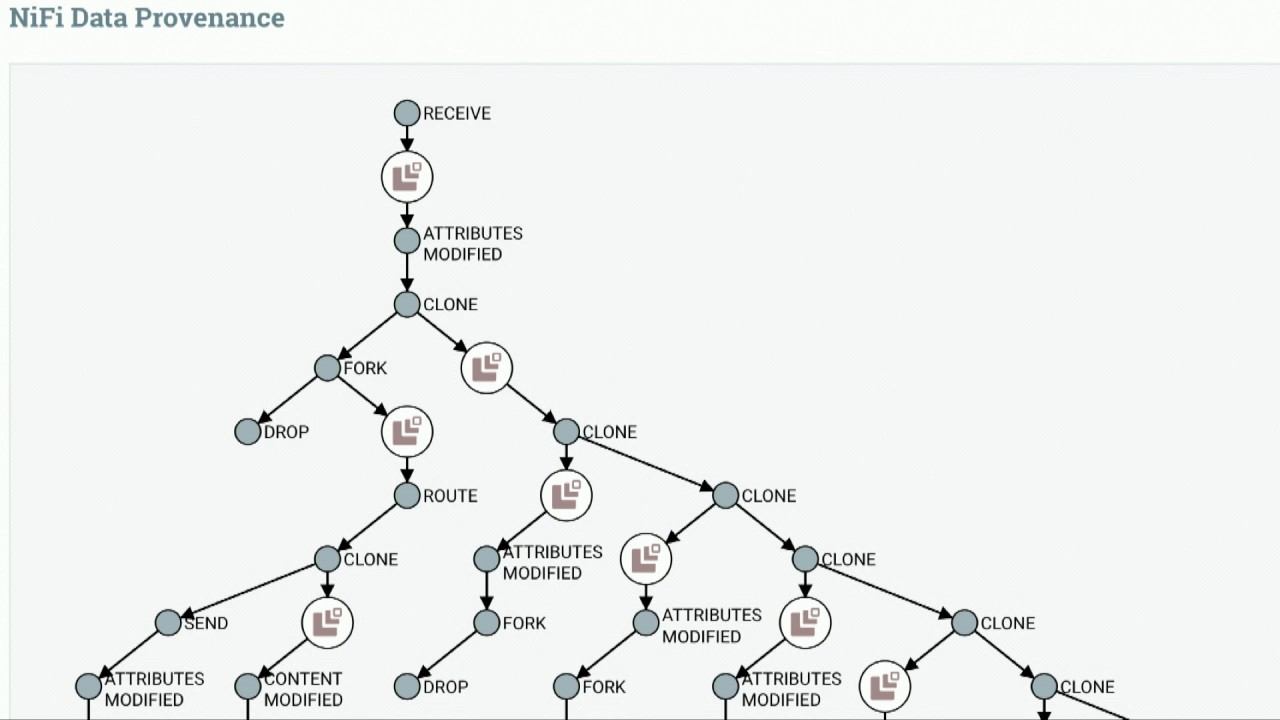 NiFi Data Provenance
RECEIVE
ATTRIBUTES
MODIFIED
CLONE
FORK
DROP
CLONE
ROUTE
CLONE
CLONE
ATTRIBUTES
MODIFIED
CLONE
SEND
FORK
ATTRIBUTES
MODIFIED
CLONE
ATTRIBUTES
MODIFIED
CONTENT
MODIFIED
DROP
FORK
ATTRIBUTES
MODIFIED
CLONE